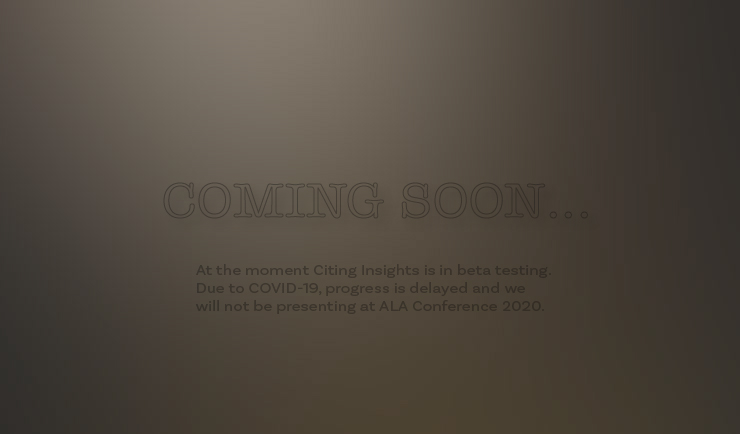 COMING SOON...
At the moment Citing Insights is in beta testing.
Due to COVID-19, progress is delayed and we
will not be presenting at ALA Conference 2020.